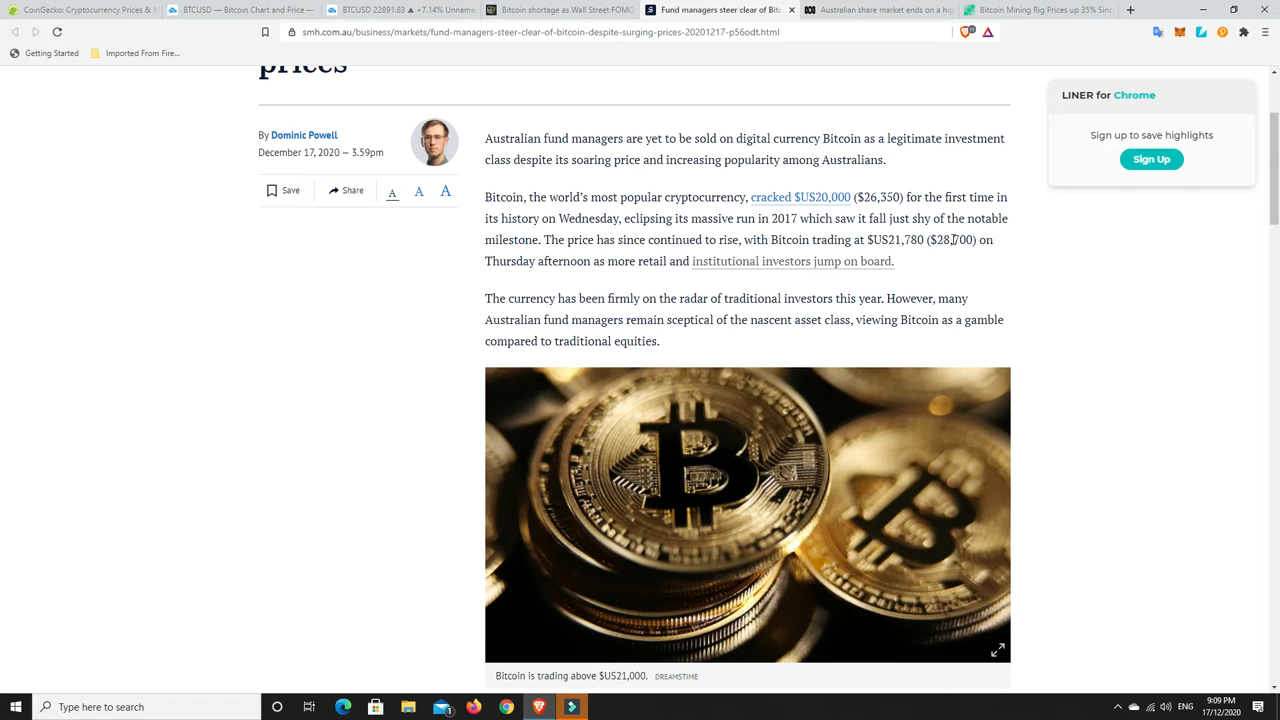 CoinGecko: Cryptocurrency Prices & M
BTCUSD — Bitcoin Chart and Price —
BTCUSD 22891.83 ▲ +7.14% Unname
Bitcoin shortage as Wall Street FOMO
Fund managers steer clear of Bit
Australian share market ends on a hig
Bitcoin Mining Rig Prices up 35% Sinc
smh.com.au/business/markets/fund-managers-steer-clear-of-bitcoin-despite-surging-prices-20201217-p56odt.html
Getting Started
Imported From Fire...
prices
LINER for Chrome
Sign up to save highlights
Sign Up
By Dominic Powell
December 17, 2020 — 3.59pm
Save
Share
A A A
Australian fund managers are yet to be sold on digital currency Bitcoin as a legitimate investment
class despite its soaring price and increasing popularity among Australians.
Bitcoin, the world's most popular cryptocurrency, cracked $US20,000 ($26,350) for the first time in
its history on Wednesday, eclipsing its massive run in 2017 which saw it fall just shy of the notable
milestone. The price has since continued to rise, with Bitcoin trading at $US21,780 ($28,700) on
Thursday afternoon as more retail and institutional investors jump on board.
The currency has been firmly on the radar of traditional investors this year. However, many
Australian fund managers remain sceptical of the nascent asset class, viewing Bitcoin as a gamble
compared to traditional equities.
Bitcoin is trading above $US21,000. DREAMSTIME
Type here to search
ENG
9:09 PM
17/12/2020